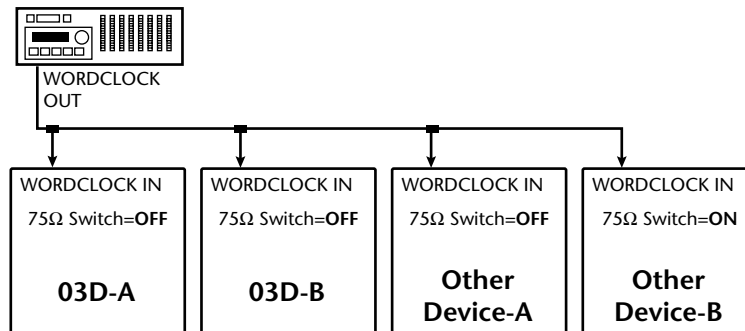 WORDCLOCK
OUT
WORDCLOCK IN
75Ω Switch=OFF
03D-A
WORDCLOCK IN
75Ω Switch=OFF
03D-B
WORDCLOCK IN
75Ω Switch=OFF
Other
Device-A
WORDCLOCK IN
75Ω Switch=ON
Other
Device-B